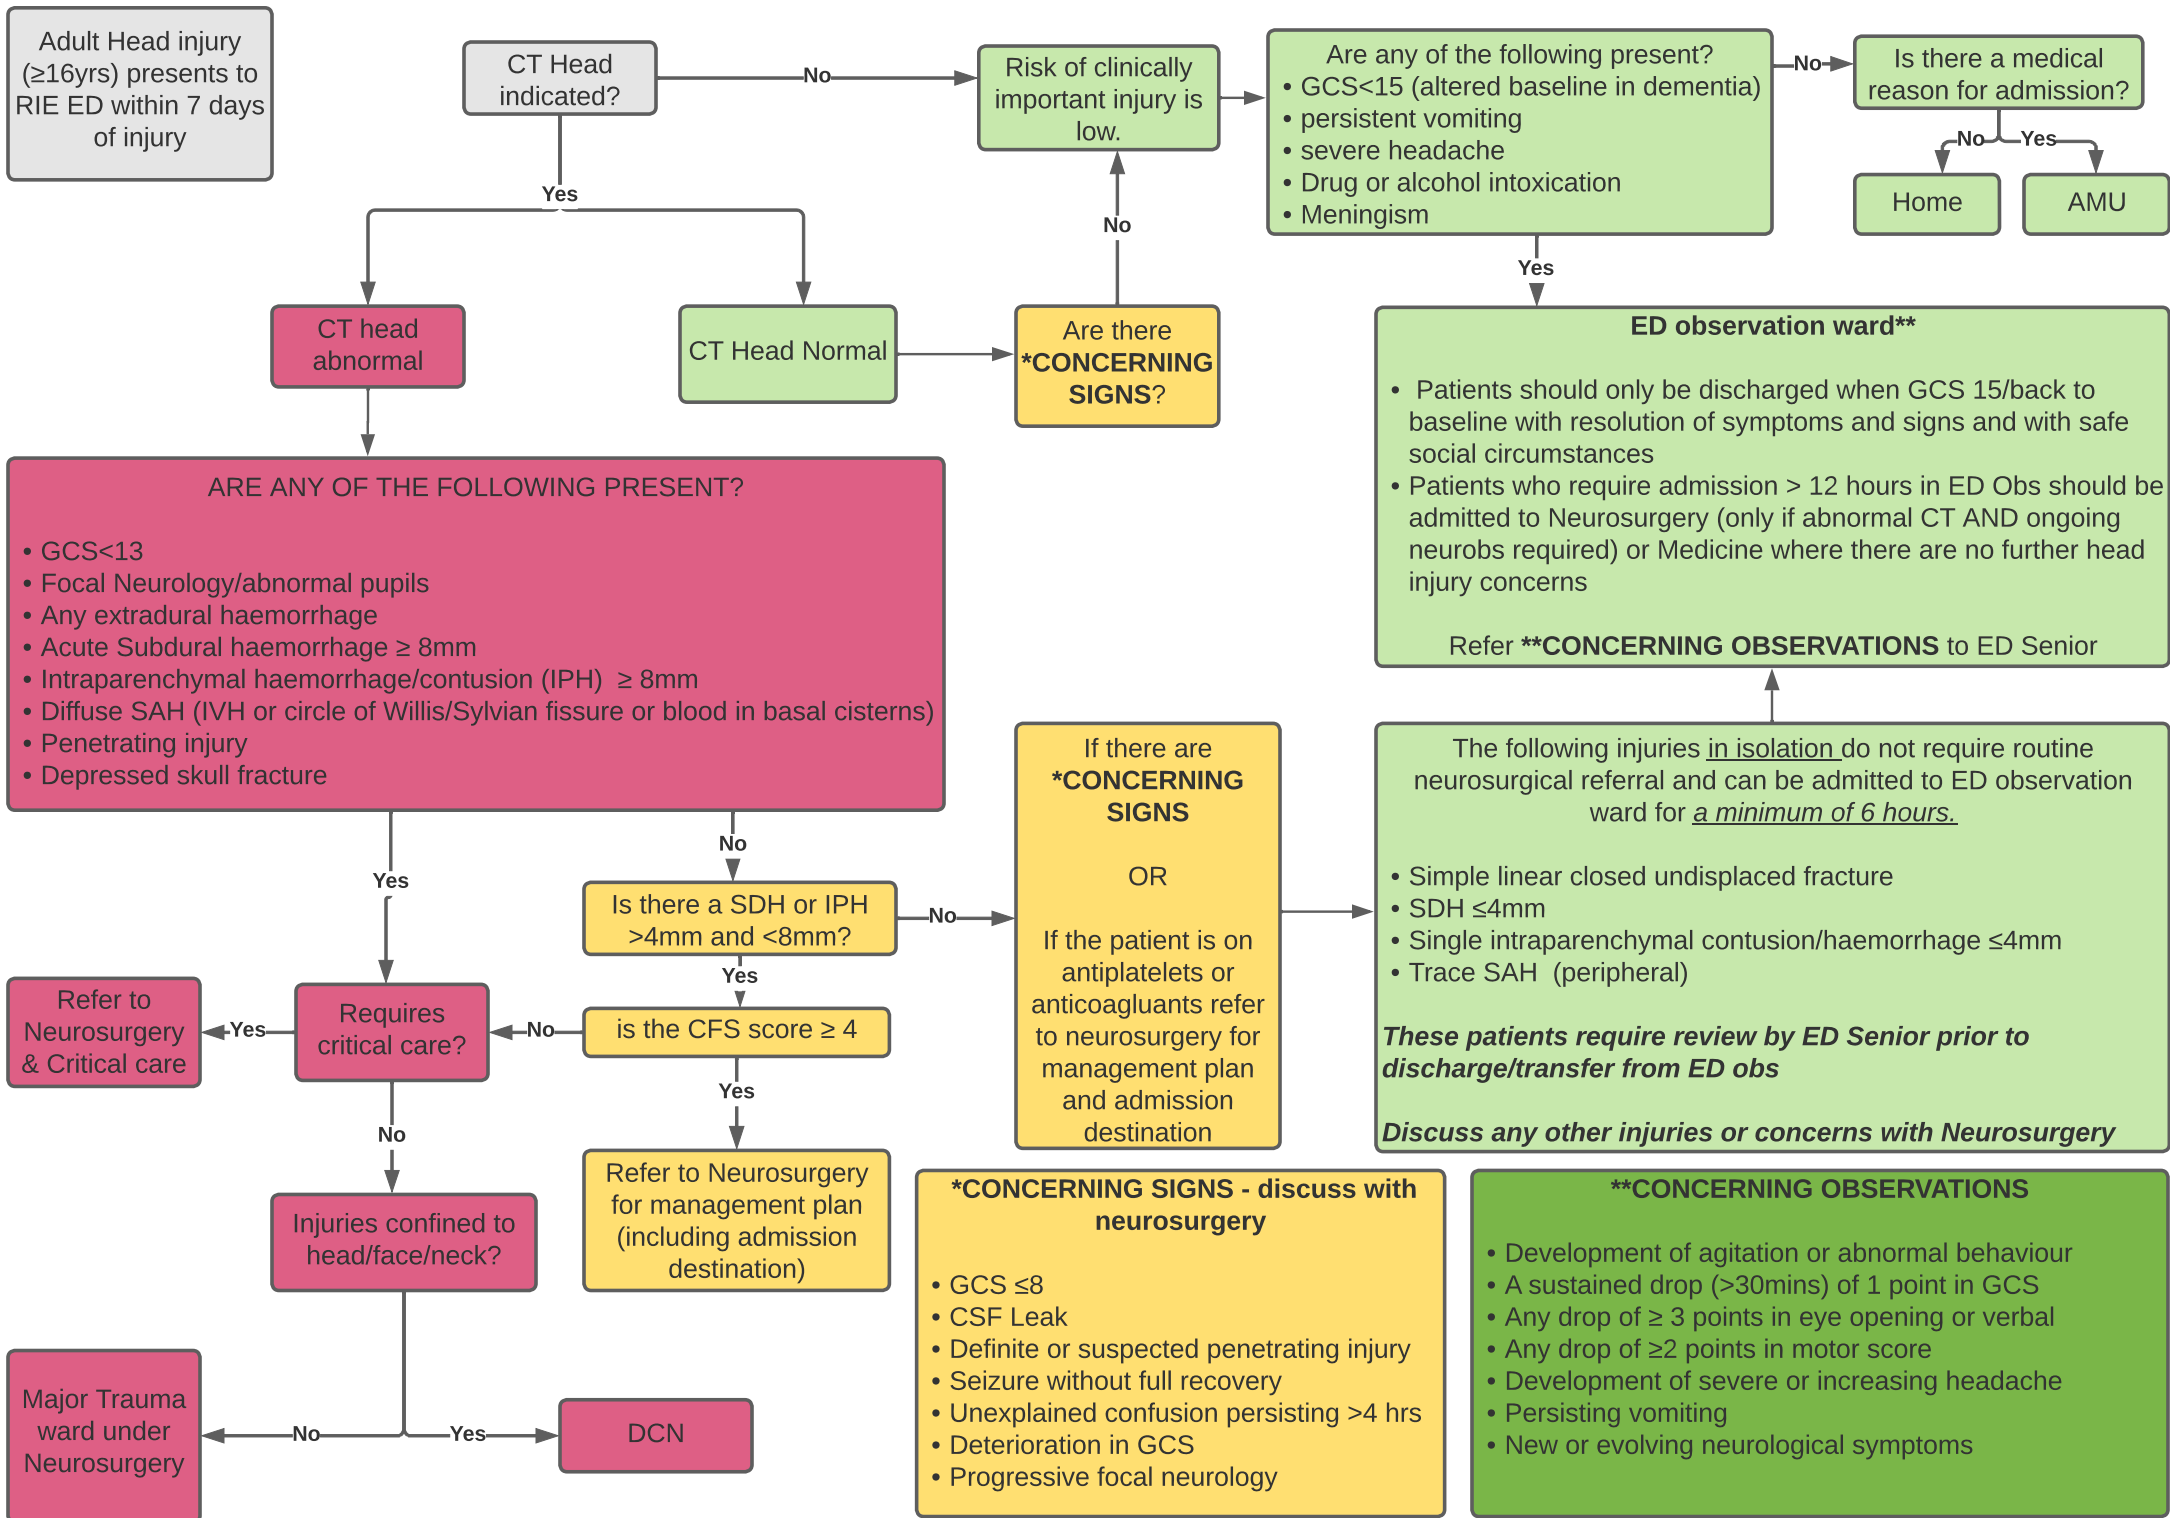 Adult Head injury
(≥16yrs) presents to
RIE ED within 7 days
of injury
CT Head
indicated?
No
Risk of clinically
important injury is
low.
Are any of the following present?
• GCS<15 (altered baseline in dementia)
• persistent vomiting
• severe headache
• Drug or alcohol intoxication
• Meningism
No
Is there a medical
reason for admission?
No
Yes
Home
AMU
Yes
No
Yes
CT head
abnormal
CT Head Normal
Are there
*CONCERNING
SIGNS?
ED observation ward**
• Patients should only be discharged when GCS 15/back to
baseline with resolution of symptoms and signs and with safe
social circumstances
• Patients who require admission > 12 hours in ED Obs should be
admitted to Neurosurgery (only if abnormal CT AND ongoing
neurobs required) or Medicine where there are no further head
injury concerns
Refer **CONCERNING OBSERVATIONS to ED Senior
ARE ANY OF THE FOLLOWING PRESENT?
• GCS<13
• Focal Neurology/abnormal pupils
• Any extradural haemorrhage
• Acute Subdural haemorrhage ≥ 8mm
• Intraparenchymal haemorrhage/contusion (IPH) ≥ 8mm
• Diffuse SAH (IVH or circle of Willis/Sylvian fissure or blood in basal cisterns)
• Penetrating injury
• Depressed skull fracture
Yes
No
Is there a SDH or IPH
>4mm and <8mm?
No
Yes
is the CFS score ≥ 4
No
Yes
Requires
critical care?
Yes
Refer to
Neurosurgery
& Critical care
No
Refer to Neurosurgery
for management plan
(including admission
destination)
Injuries confined to
head/face/neck?
No
Yes
Major Trauma
ward under
Neurosurgery
DCN
If there are
*CONCERNING
SIGNS
OR
If the patient is on
antiplatelets or
anticoagluants refer
to neurosurgery for
management plan
and admission
destination
The following injuries in isolation do not require routine
neurosurgical referral and can be admitted to ED observation
ward for a minimum of 6 hours.
• Simple linear closed undisplaced fracture
• SDH ≤4mm
• Single intraparenchymal contusion/haemorrhage ≤4mm
• Trace SAH (peripheral)
These patients require review by ED Senior prior to
discharge/transfer from ED obs
Discuss any other injuries or concerns with Neurosurgery
*CONCERNING SIGNS - discuss with
neurosurgery
• GCS ≤8
• CSF Leak
• Definite or suspected penetrating injury
• Seizure without full recovery
• Unexplained confusion persisting >4 hrs
• Deterioration in GCS
• Progressive focal neurology
**CONCERNING OBSERVATIONS
• Development of agitation or abnormal behaviour
• A sustained drop (>30mins) of 1 point in GCS
• Any drop of ≥ 3 points in eye opening or verbal
• Any drop of ≥2 points in motor score
• Development of severe or increasing headache
• Persisting vomiting
• New or evolving neurological symptoms